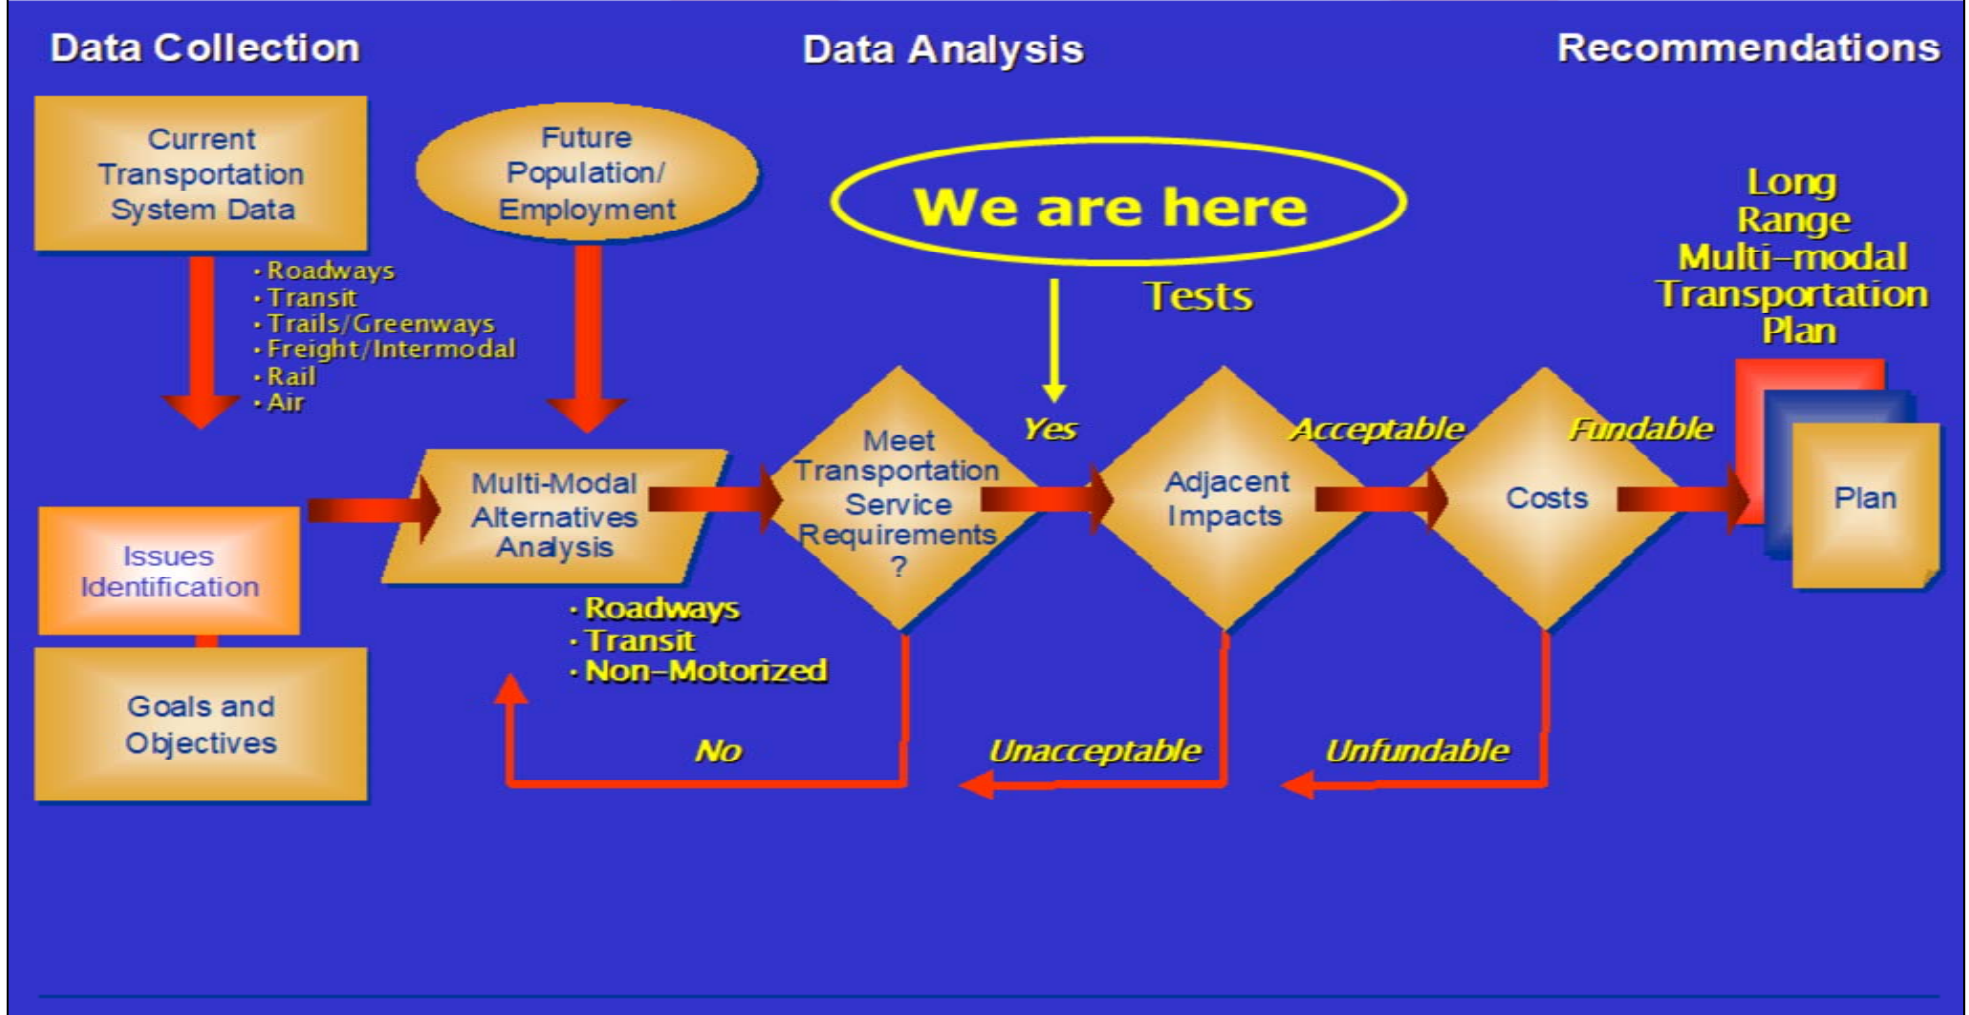 Data Collection
Data Analysis
Recommendations
Current
Transportation
System Data
Future
Population/
Employment
We are here
Tests
Long
Range
Multi-modal
Transportation
Plan
· Roadways
· Transit
· Trails/Greenways
· Freight/Intermodal
· Rail
· Air
Issues
Identification
Goals and
Objectives
Multi-Modal
Alternatives
Analysis
· Roadways
· Transit
· Non-Motorized
Meet
Transportation
Service
Requirements
?
Yes
Adjacent
Impacts
Acceptable
Costs
Fundable
Plan
No
Unacceptable
Unfundable